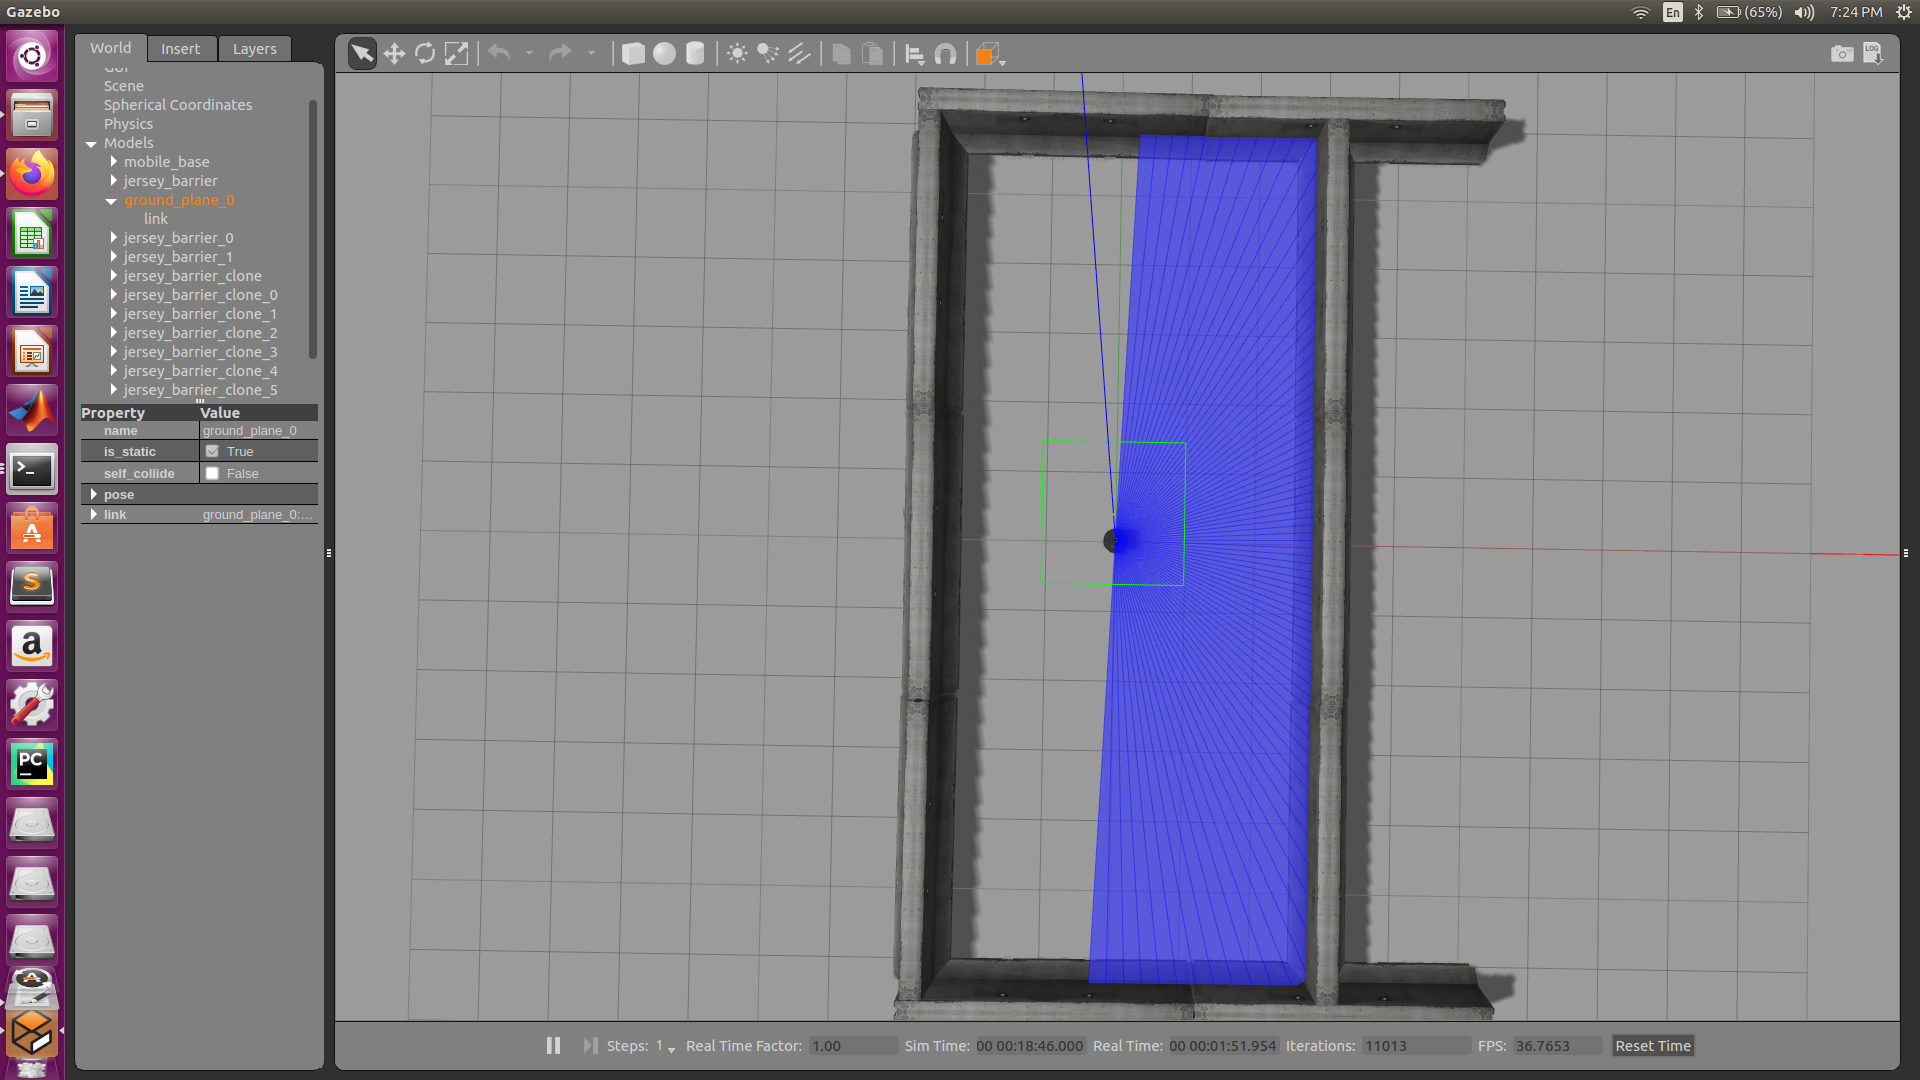 Gazebo
En
(65%)
7:24 PM
World
Insert
Layers
LOG
GUI
Scene
Spherical Coordinates
Physics
Models
mobile_base
jersey_barrier
ground_plane_0
link
jersey_barrier_0
jersey_barrier_1
jersey_barrier_clone
jersey_barrier_clone_0
jersey_barrier_clone_1
jersey_barrier_clone_2
jersey_barrier_clone_3
jersey_barrier_clone_4
jersey_barrier_clone_5
Property Value
name ground_plane_0
is_static True
self_collide False
pose
link ground_plane_0:...
A
S
a
PC
Steps: 1 Real Time Factor: 1.00 Sim Time: 00 00:18:46.000 Real Time: 00 00:01:51.954 Iterations: 11013 FPS: 36.7653 Reset Time